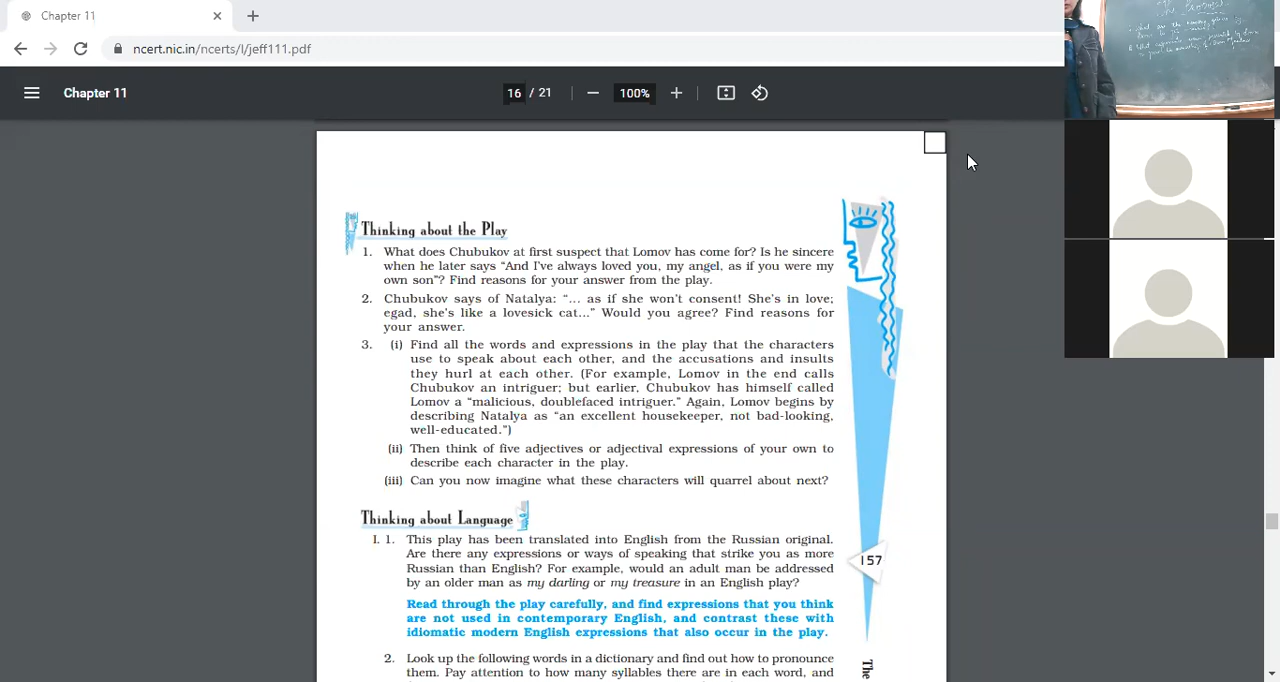 Chapter 11
ncert.nic.in/ncerts/l/jeff111.pdf
Chapter 11
16 / 21
100%
Thinking about the Play
1. What does Chubukov at first suspect that Lomov has come for? Is he sincere
when he later says “And I’ve always loved you, my angel, as if you were my
own son”? Find reasons for your answer from the play.
2. Chubukov says of Natalya: “... as if she won’t consent! She’s in love;
egad, she’s like a lovesick cat...” Would you agree? Find reasons for
your answer.
3. (i) Find all the words and expressions in the play that the characters
use to speak about each other, and the accusations and insults
they hurl at each other. (For example, Lomov in the end calls
Chubukov an intriguer; but earlier, Chubukov has himself called
Lomov a “malicious, doublefaced intriguer.” Again, Lomov begins by
describing Natalya as “an excellent housekeeper, not bad-looking,
well-educated.”)
(ii) Then think of five adjectives or adjectival expressions of your own to
describe each character in the play.
(iii) Can you now imagine what these characters will quarrel about next?
Thinking about Language
I. 1. This play has been translated into English from the Russian original.
Are there any expressions or ways of speaking that strike you as more
Russian than English? For example, would an adult man be addressed
by an older man as my darling or my treasure in an English play?
Read through the play carefully, and find expressions that you think
are not used in contemporary English, and contrast these with
idiomatic modern English expressions that also occur in the play.
2. Look up the following words in a dictionary and find out how to pronounce
them. Pay attention to how many syllables there are in each word, and
157
The